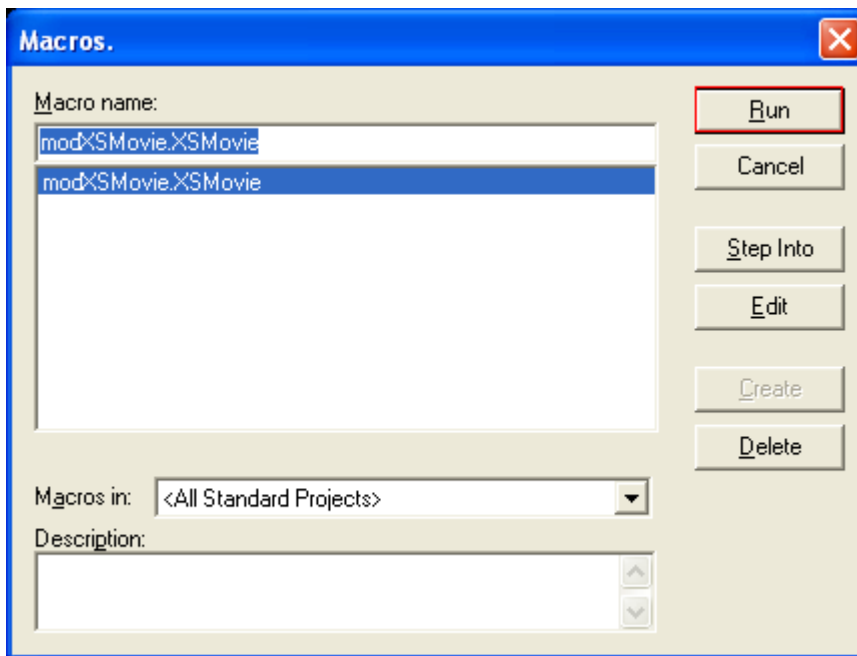 Macros.
Macro name:
modXSMovie.XSMovie
modXSMovie.XSMovie
Run
Cancel
Step Into
Edit
Create
Delete
Macros in: <All Standard Projects>
Description: